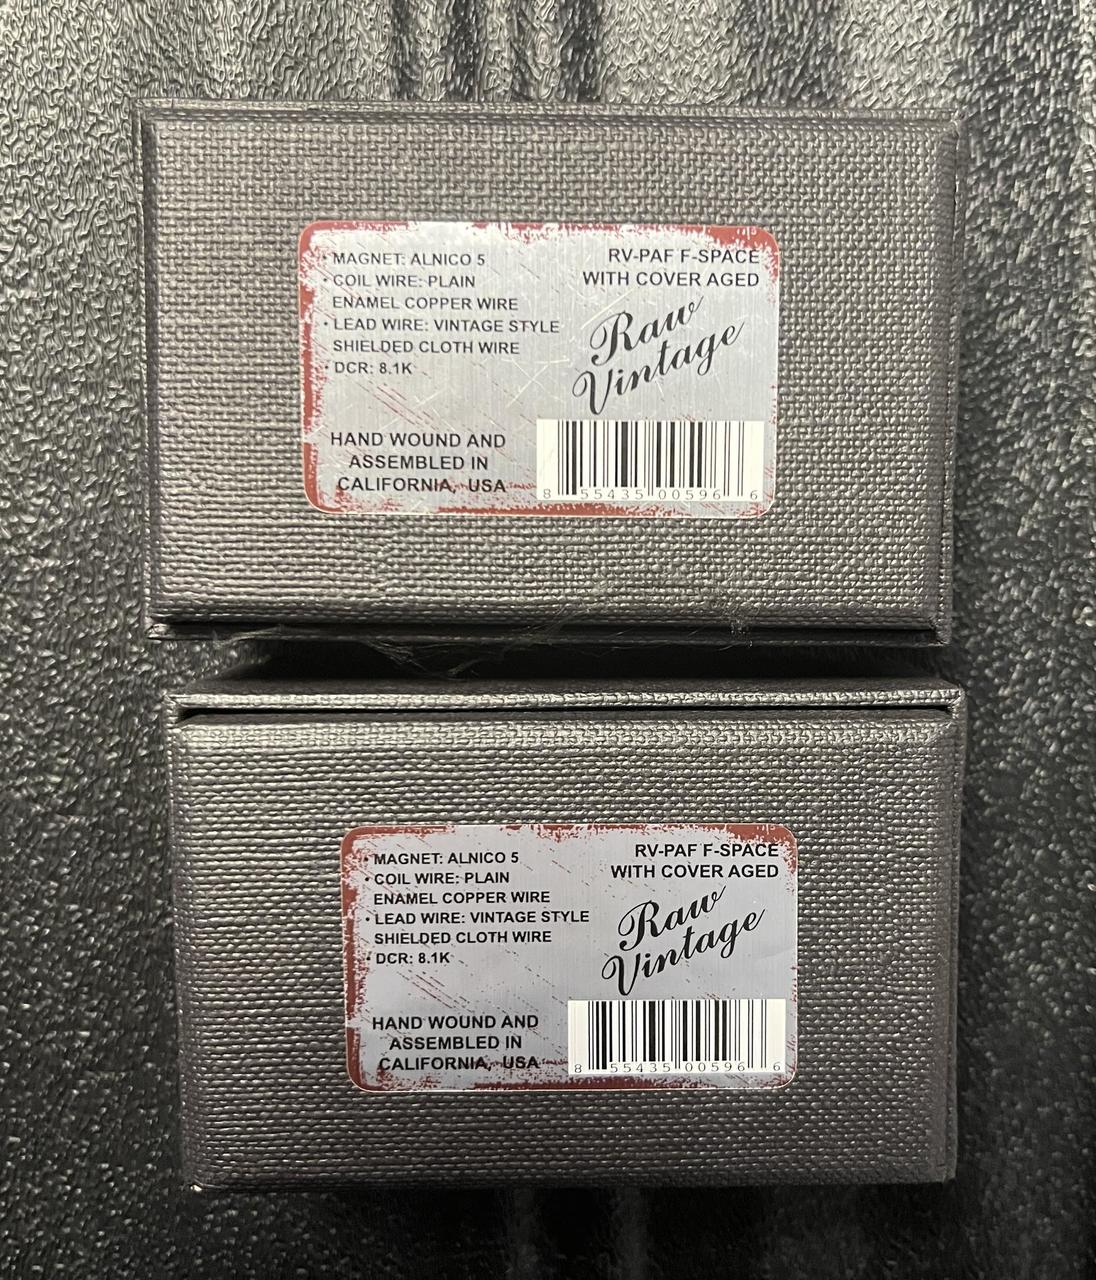 • MAGNET: ALNICO 5
• COIL WIRE: PLAIN
ENAMEL COPPER WIRE
• LEAD WIRE: VINTAGE STYLE
SHIELDED CLOTH WIRE
• DCR: 8.1K
HAND WOUND AND
ASSEMBLED IN
CALIFORNIA, USA
RV-PAF F-SPACE
WITH COVER AGED
Raw
Vintage
8 55435 00596 6
• MAGNET: ALNICO 5
• COIL WIRE: PLAIN
ENAMEL COPPER WIRE
• LEAD WIRE: VINTAGE STYLE
SHIELDED CLOTH WIRE
• DCR: 8.1K
HAND WOUND AND
ASSEMBLED IN
CALIFORNIA, USA
RV-PAF F-SPACE
WITH COVER AGED
Raw
Vintage
8 55435 00596 6